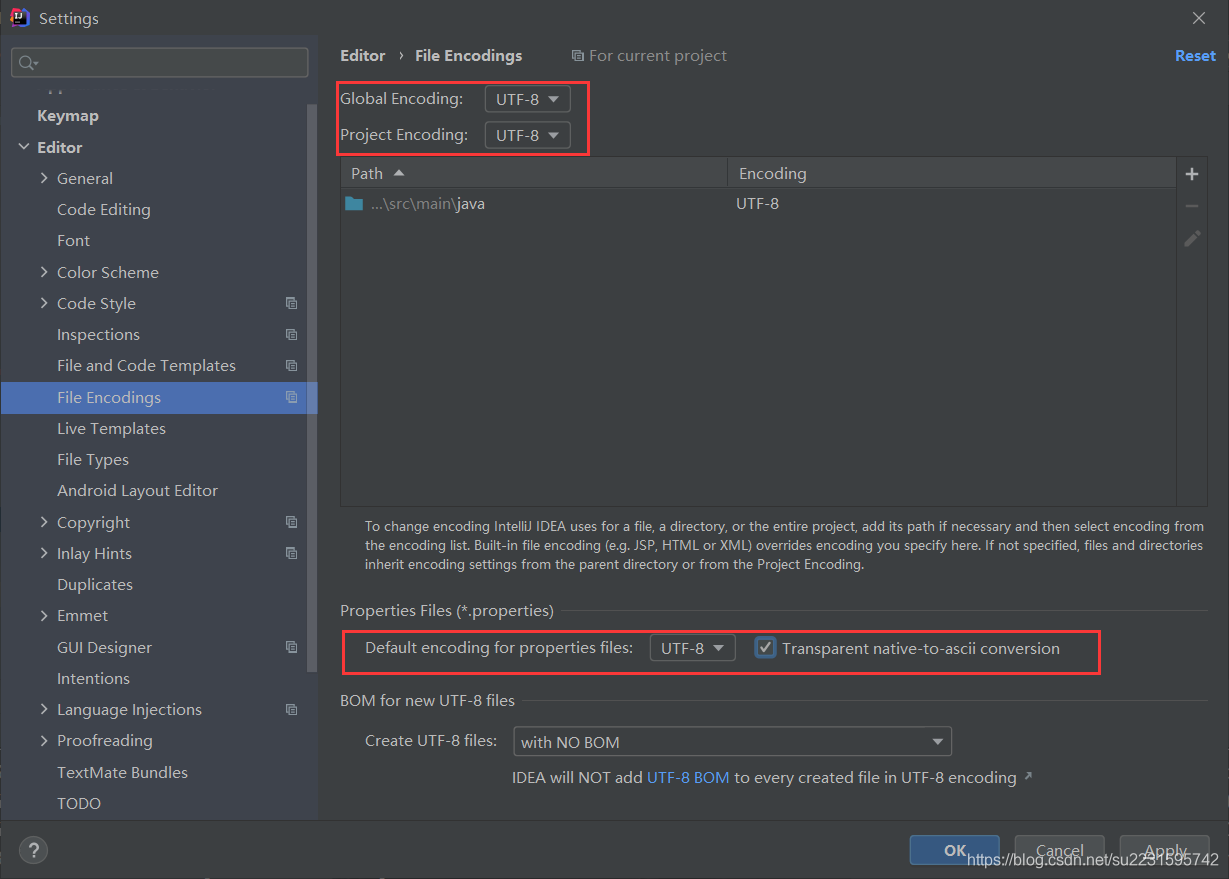 Settings
Editor › File Encodings For current project Reset
Keymap
Editor
General
Code Editing
Font
Color Scheme
Code Style
Inspections
File and Code Templates
File Encodings
Live Templates
File Types
Android Layout Editor
Copyright
Inlay Hints
Duplicates
Emmet
GUI Designer
Intentions
Language Injections
Proofreading
TextMate Bundles
TODO
Global Encoding: UTF-8
Project Encoding: UTF-8
Path Encoding
...\src\main\java UTF-8
To change encoding IntelliJ IDEA uses for a file, a directory, or the entire project, add its path if necessary and then select encoding from
the encoding list. Built-in file encoding (e.g. JSP, HTML or XML) overrides encoding you specify here. If not specified, files and directories
inherit encoding settings from the parent directory or from the Project Encoding.
Properties Files (*.properties)
Default encoding for properties files: UTF-8 Transparent native-to-ascii conversion
BOM for new UTF-8 files
Create UTF-8 files: with NO BOM
IDEA will NOT add UTF-8 BOM to every created file in UTF-8 encoding ↗
? OK Cancel Apply
https://blog.csdn.net/su2231595742